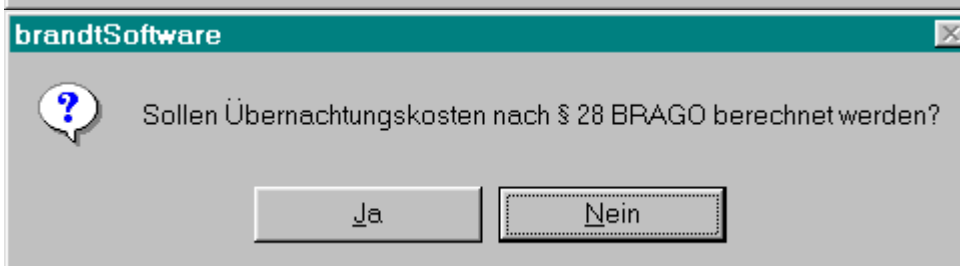 brandtSoftware
Sollen Übernachtungskosten nach § 28 BRAGO berechnet werden?
Ja
Nein